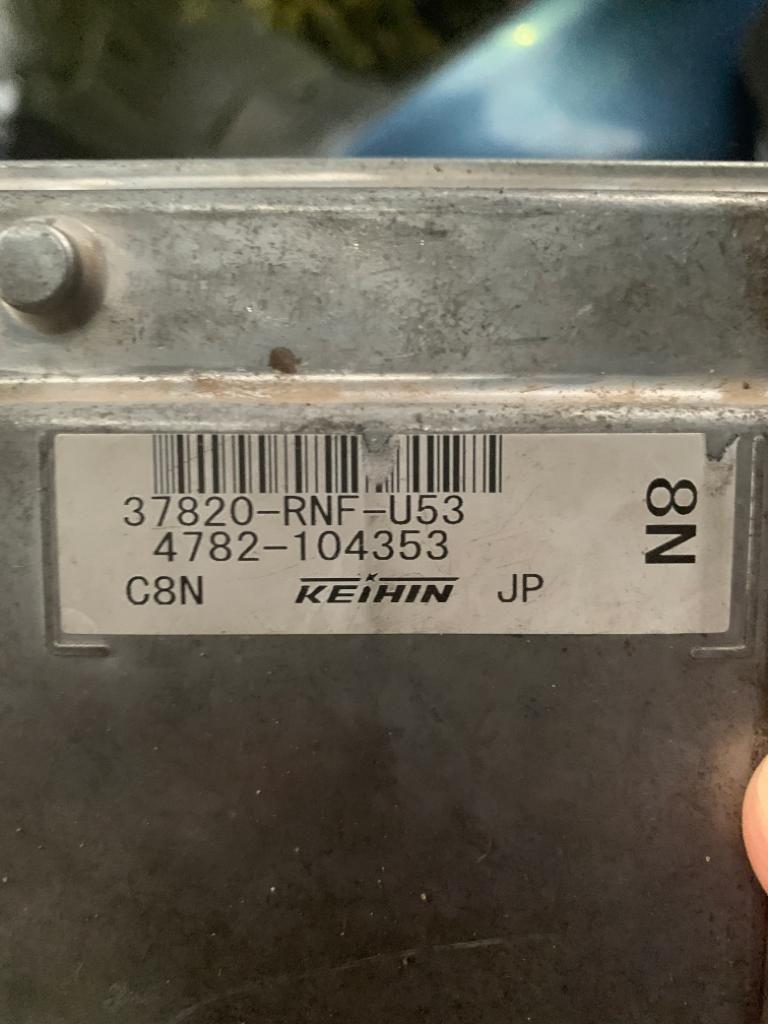 37820-RNF-U53
4782-104353
C8N KEIHIN JP
N8